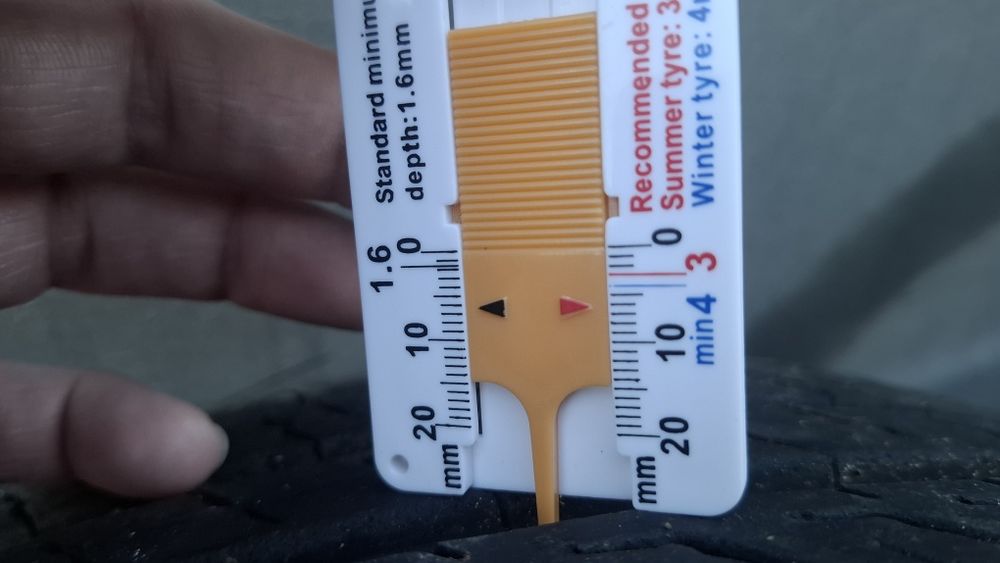 Standard minimu
depth:1.6mm
Recommended
Summer tyre: 3
Winter tyre: 4
1.6
0
10
20
mm
0
3
min4
10
20
mm